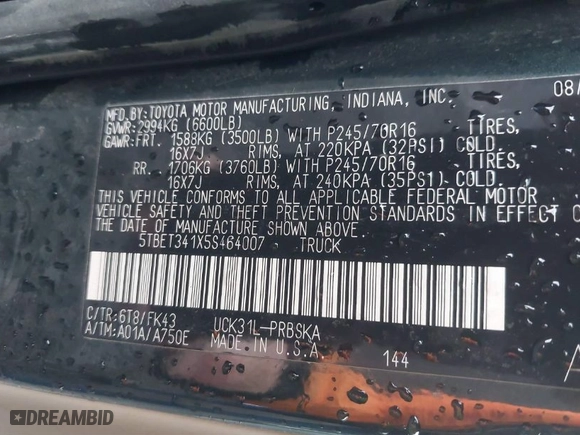 MFD.BY:TOYOTA MOTOR MANUFACTURING, INDIANA, INC. 08/
GVWR:2994KG (6600LB)
GAWR:FRT. 1588KG (3500LB) WITH P245/70R16 TIRES,
16X7J RIMS, AT 220KPA (32PSI) COLD.
RR. 1706KG (3760LB) WITH P245/70R16 TIRES,
16X7J RIMS, AT 240KPA (35PSI) COLD.
THIS VEHICLE CONFORMS TO ALL APPLICABLE FEDERAL MOTOR
VEHICLE SAFETY AND THEFT PREVENTION STANDARDS IN EFFECT
THE DATE OF MANUFACTURE SHOWN ABOVE.
5TBET341X5S464007 TRUCK
C/TR:6T8/FK43 UCK31L-PRBSKA
A/TM:A01A/A750E MADE IN U.S.A. 144
DREAMBID